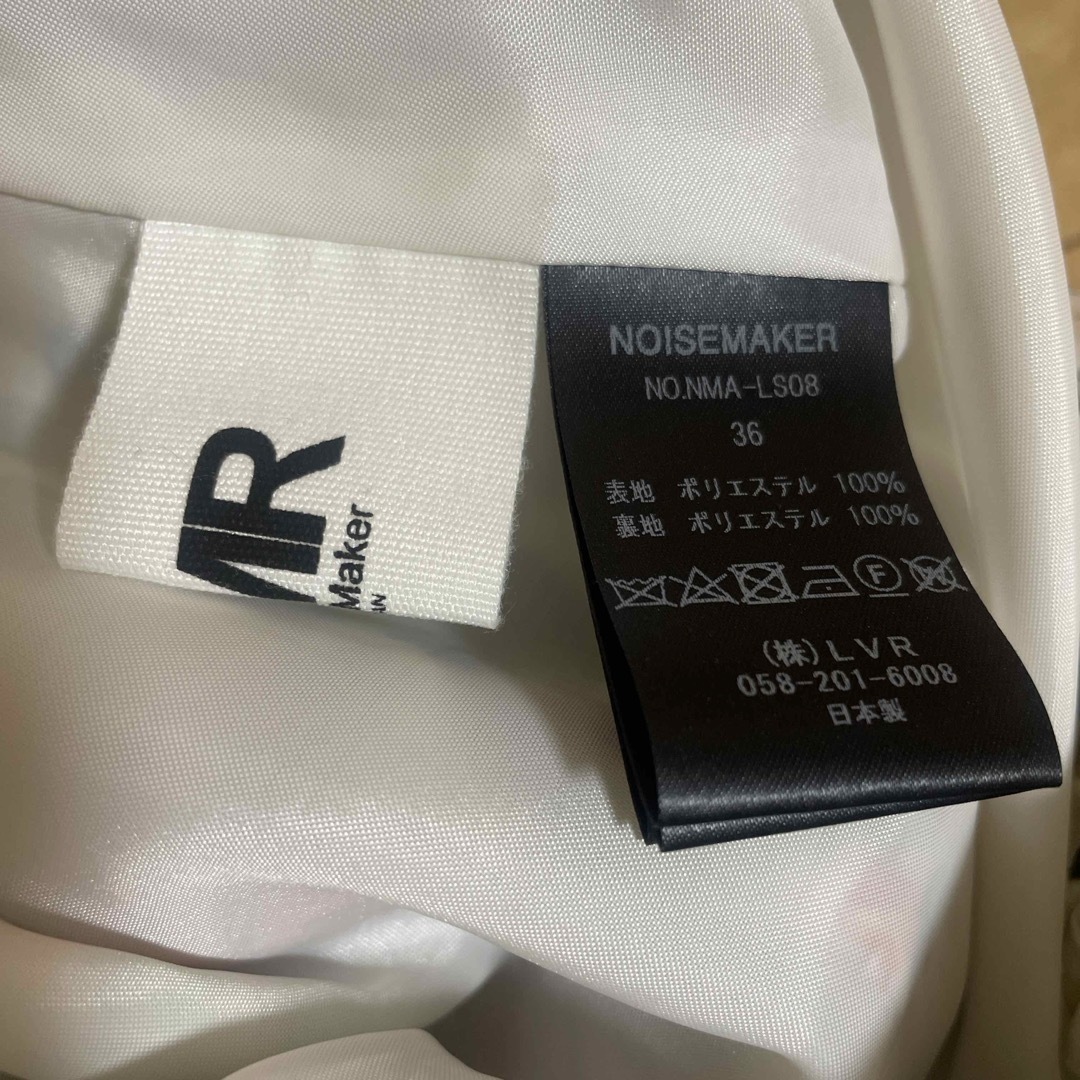 MR
Maker
AN
NOISEMAKER
NO.NMA-LS08
36
表地 ポリエステル 100%
裏地 ポリエステル 100%
F W
(株)LVR
058-201-6008
日本製